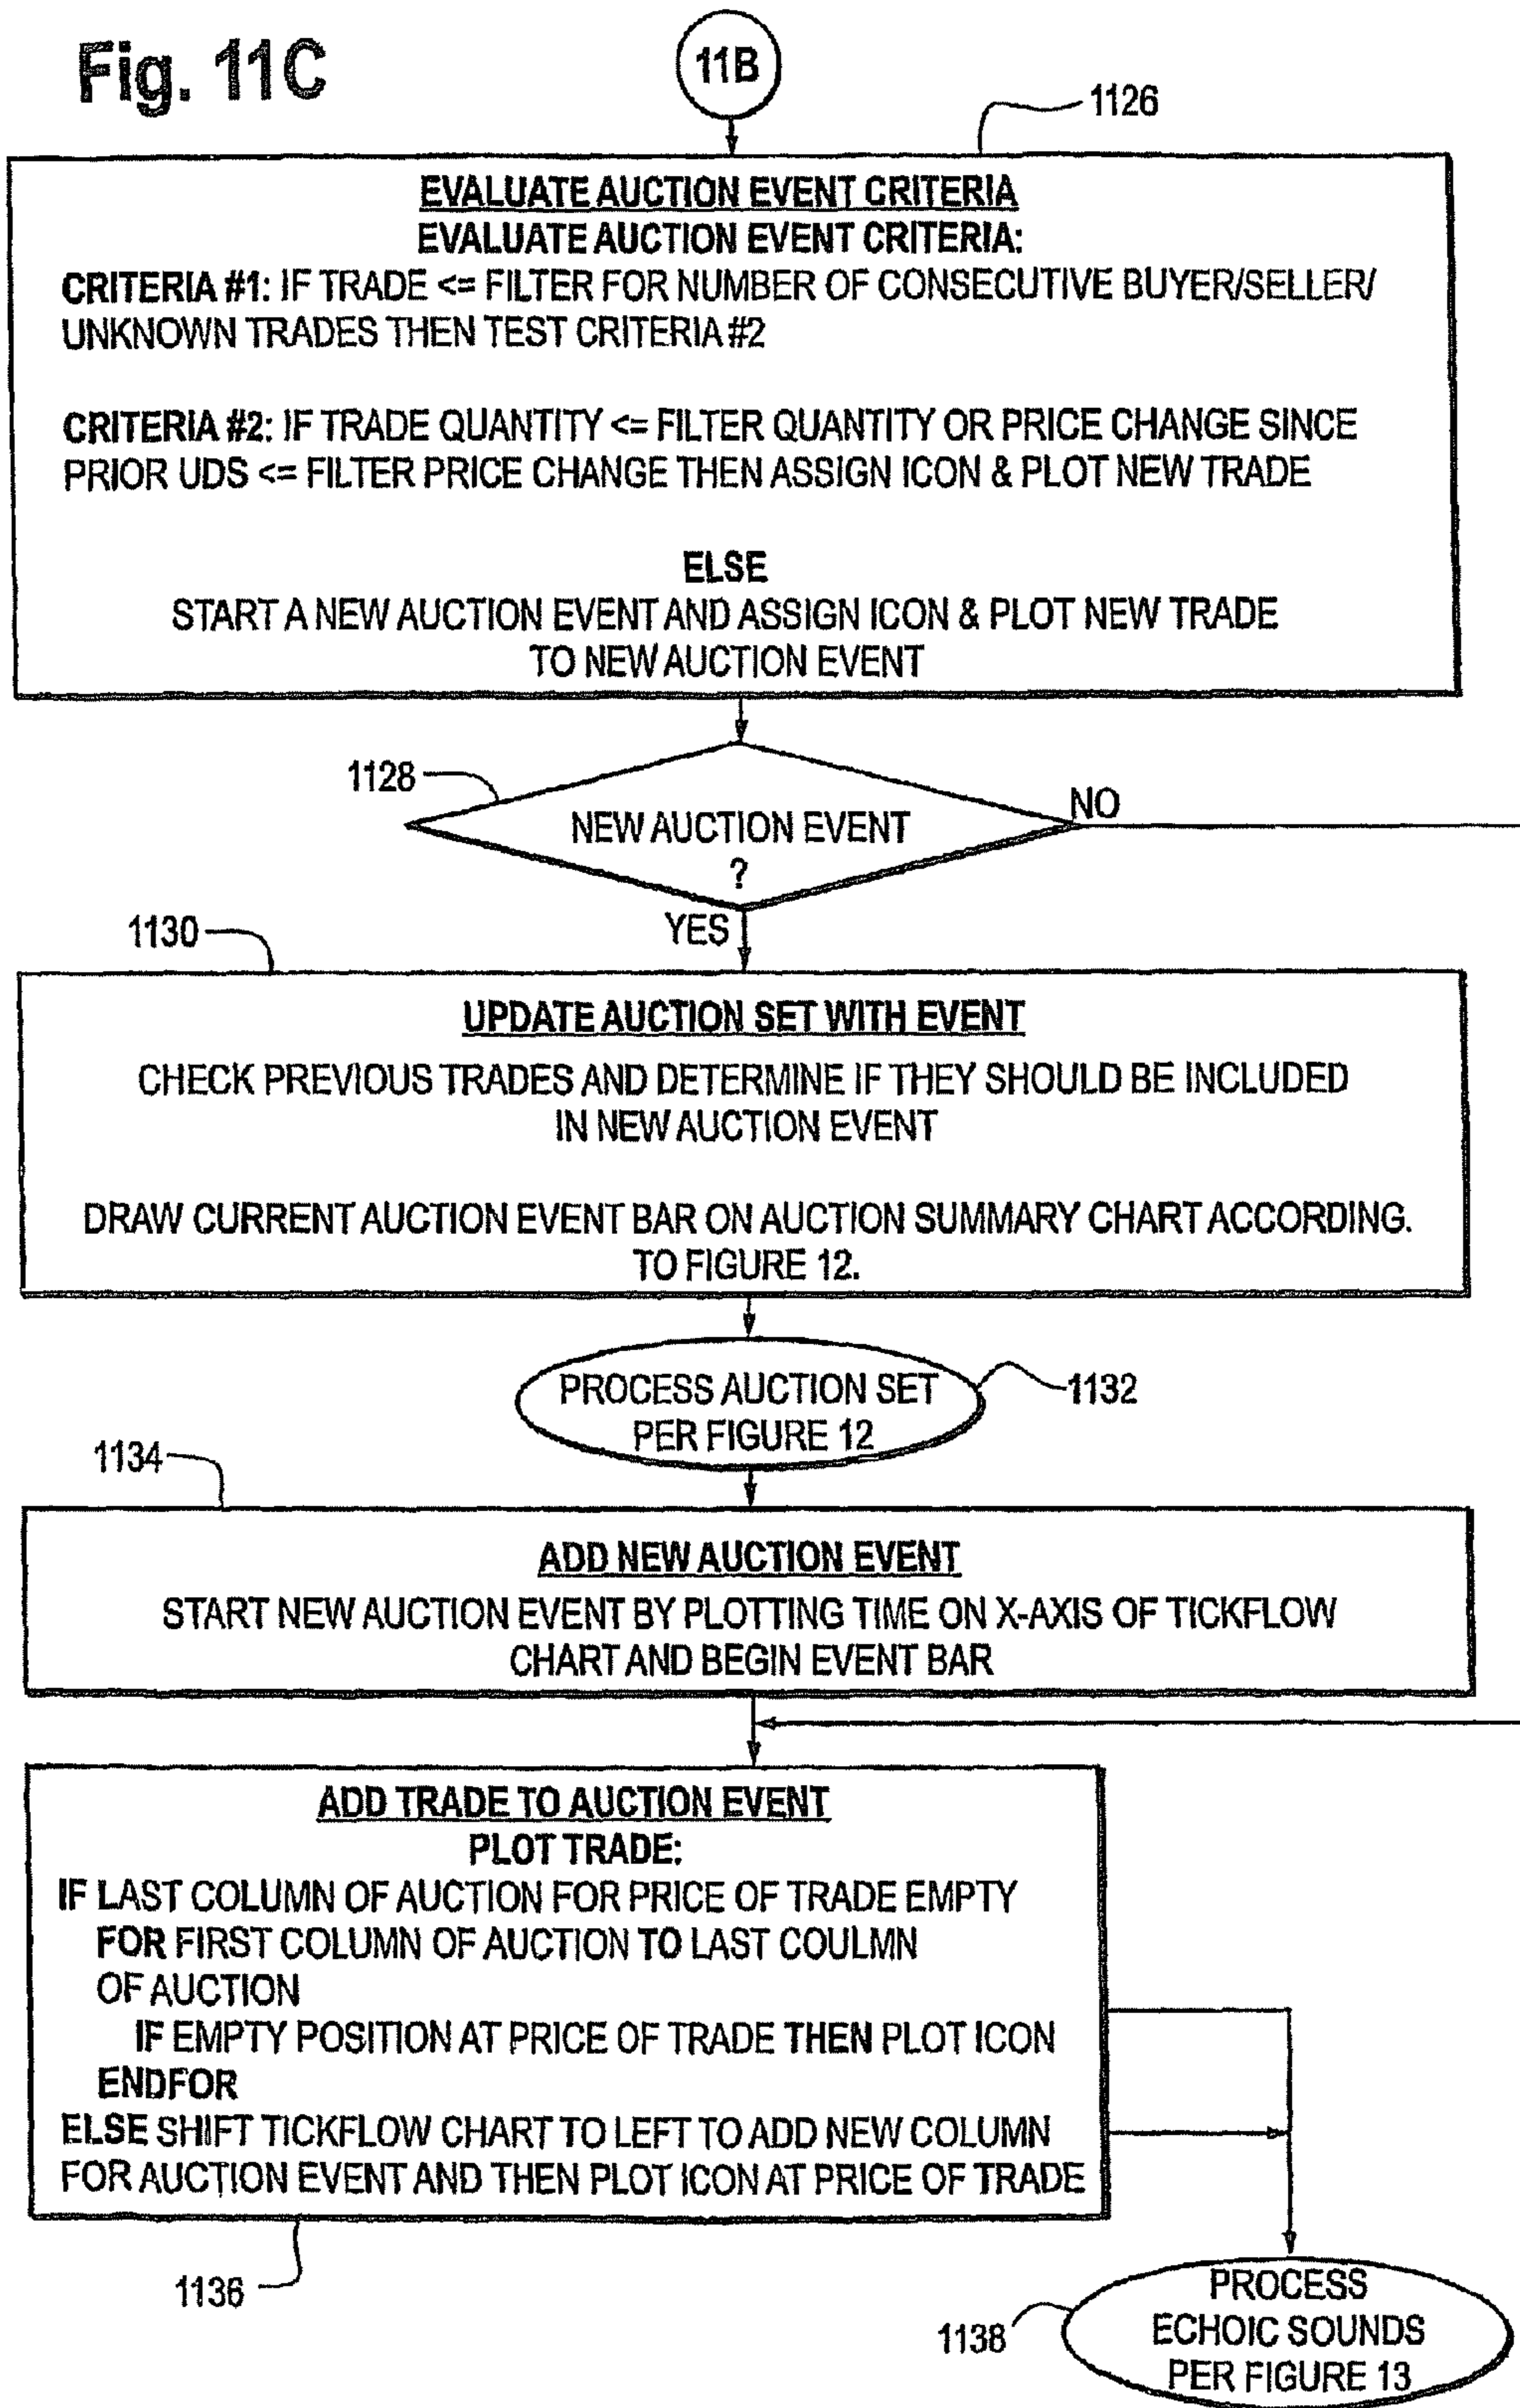 Fig. 11C
11B
1126
EVALUATE AUCTION EVENT CRITERIA
EVALUATE AUCTION EVENT CRITERIA:
CRITERIA #1: IF TRADE <= FILTER FOR NUMBER OF CONSECUTIVE BUYER/SELLER/
UNKNOWN TRADES THEN TEST CRITERIA #2
CRITERIA #2: IF TRADE QUANTITY <= FILTER QUANTITY OR PRICE CHANGE SINCE
PRIOR UDS <= FILTER PRICE CHANGE THEN ASSIGN ICON & PLOT NEW TRADE
ELSE
START A NEW AUCTION EVENT AND ASSIGN ICON & PLOT NEW TRADE
TO NEW AUCTION EVENT
1128
NEW AUCTION EVENT
?
NO
YES
1130
UPDATE AUCTION SET WITH EVENT
CHECK PREVIOUS TRADES AND DETERMINE IF THEY SHOULD BE INCLUDED
IN NEW AUCTION EVENT
DRAW CURRENT AUCTION EVENT BAR ON AUCTION SUMMARY CHART ACCORDING.
TO FIGURE 12.
PROCESS AUCTION SET
PER FIGURE 12
1132
1134
ADD NEW AUCTION EVENT
START NEW AUCTION EVENT BY PLOTTING TIME ON X-AXIS OF TICKFLOW
CHART AND BEGIN EVENT BAR
ADD TRADE TO AUCTION EVENT
PLOT TRADE:
IF LAST COLUMN OF AUCTION FOR PRICE OF TRADE EMPTY
FOR FIRST COLUMN OF AUCTION TO LAST COULMN
OF AUCTION
IF EMPTY POSITION AT PRICE OF TRADE THEN PLOT ICON
ENDFOR
ELSE SHIFT TICKFLOW CHART TO LEFT TO ADD NEW COLUMN
FOR AUCTION EVENT AND THEN PLOT ICON AT PRICE OF TRADE
1136
1138
PROCESS
ECHOIC SOUNDS
PER FIGURE 13